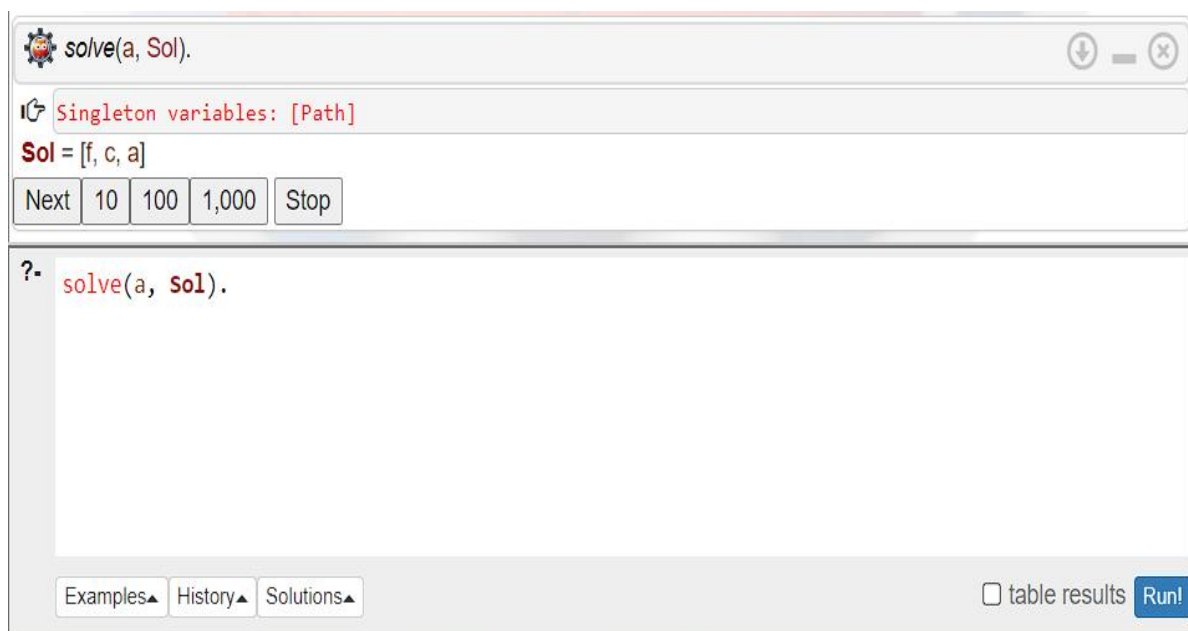 solve(a, Sol).
Singleton variables: [Path]
Sol = [f, c, a]
Next 10 100 1,000 Stop
?- solve(a, Sol).
Examples▲ History▲ Solutions▲ table results Run!